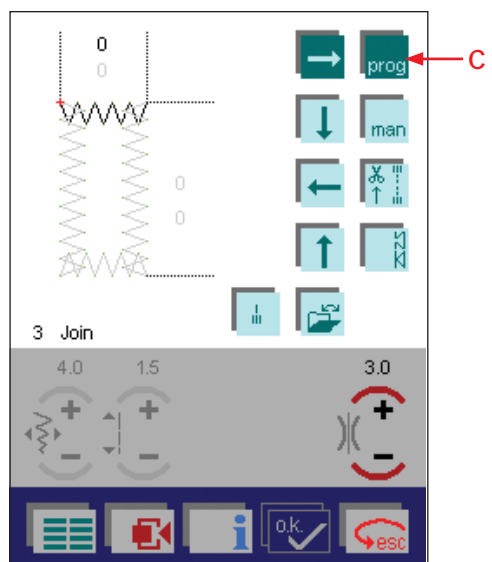 0
0
prog
C
man
0
0
3 Join
4.0 1.5 3.0
+ + +
− − −
i o.k. esc